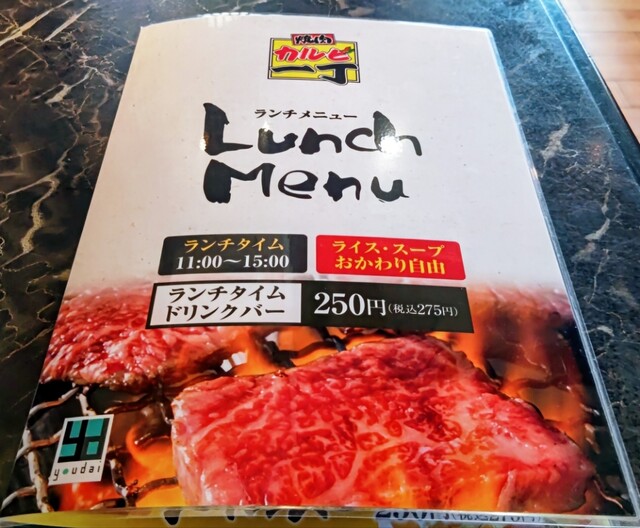 焼肉
カルビ
一丁
ランチメニュー
Lunch
Menu
ランチタイム
11:00～15:00
ライス・スープ
おかわり自由
ランチタイム
ドリンクバー
250円(税込275円)
youdai